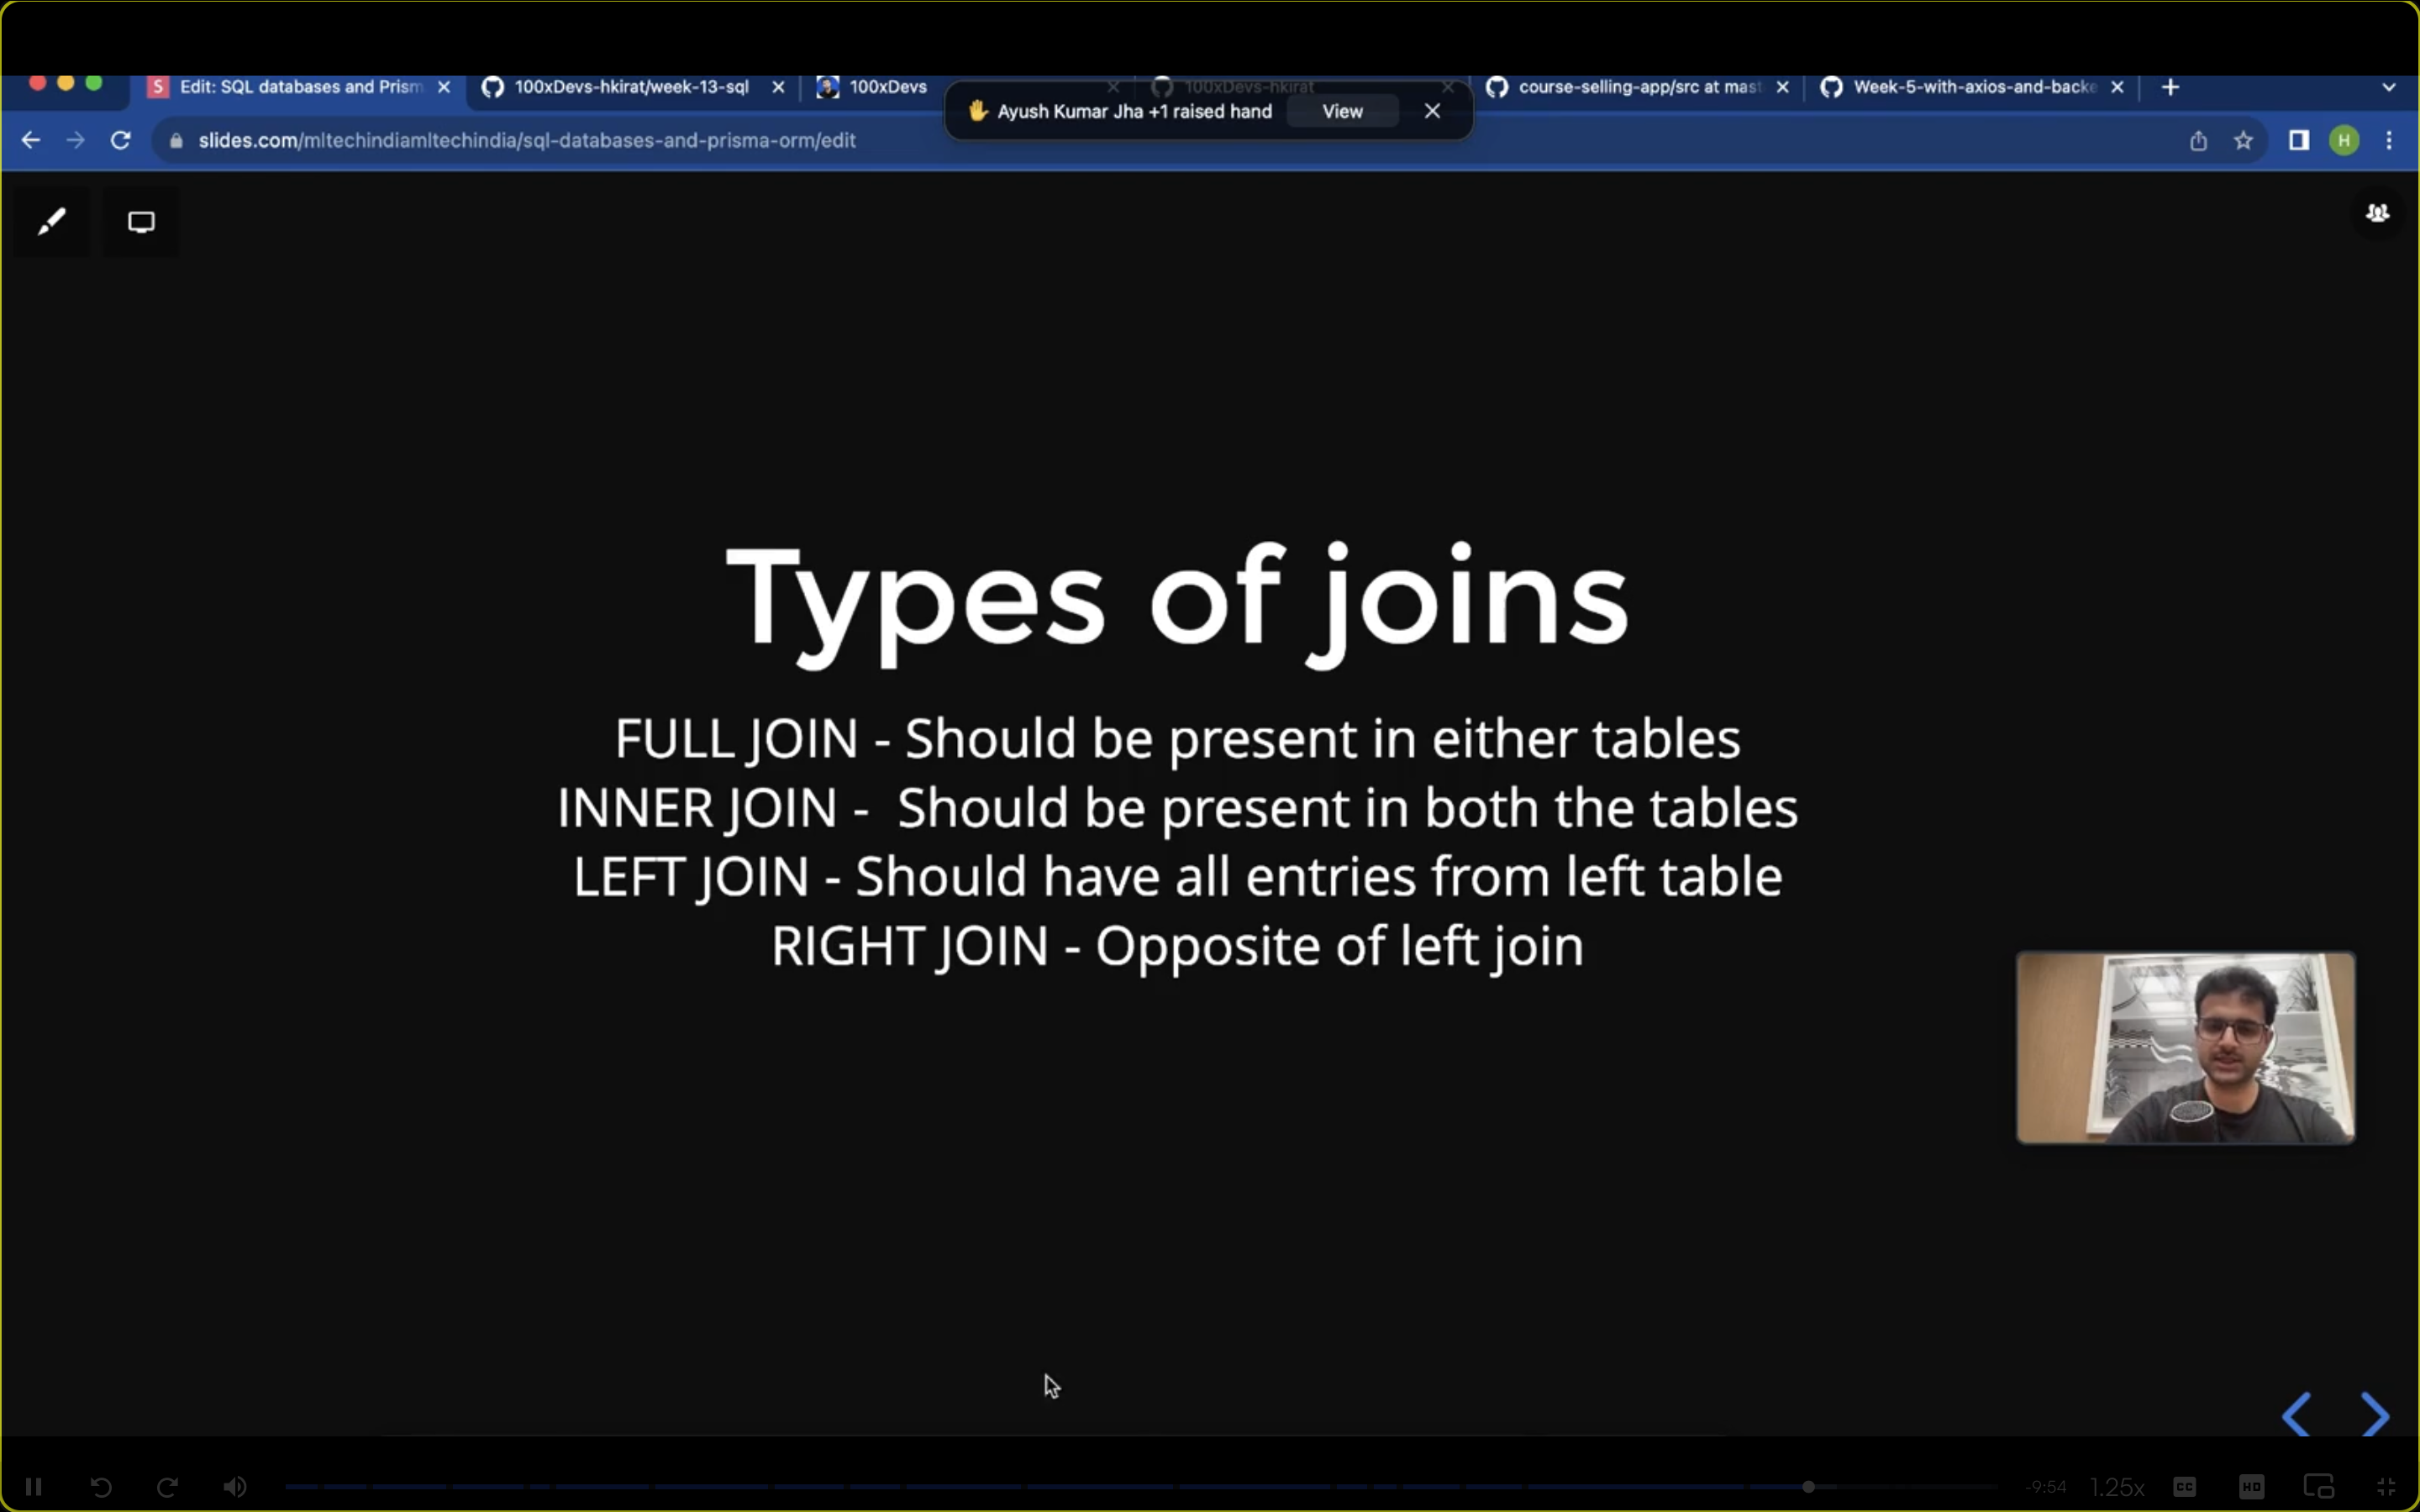 Edit: SQL databases and Prism
100xDevs-hkirat/week-13-sql
100xDevs
100xDevs-hkirat
course-selling-app/src at mast
Week-5-with-axios-and-backe
Ayush Kumar Jha +1 raised hand View
slides.com/mltechindiamltechindia/sql-databases-and-prisma-orm/edit
H
Types of joins
FULL JOIN - Should be present in either tables
INNER JOIN - Should be present in both the tables
LEFT JOIN - Should have all entries from left table
RIGHT JOIN - Opposite of left join
-9:54 1.25x CC HD